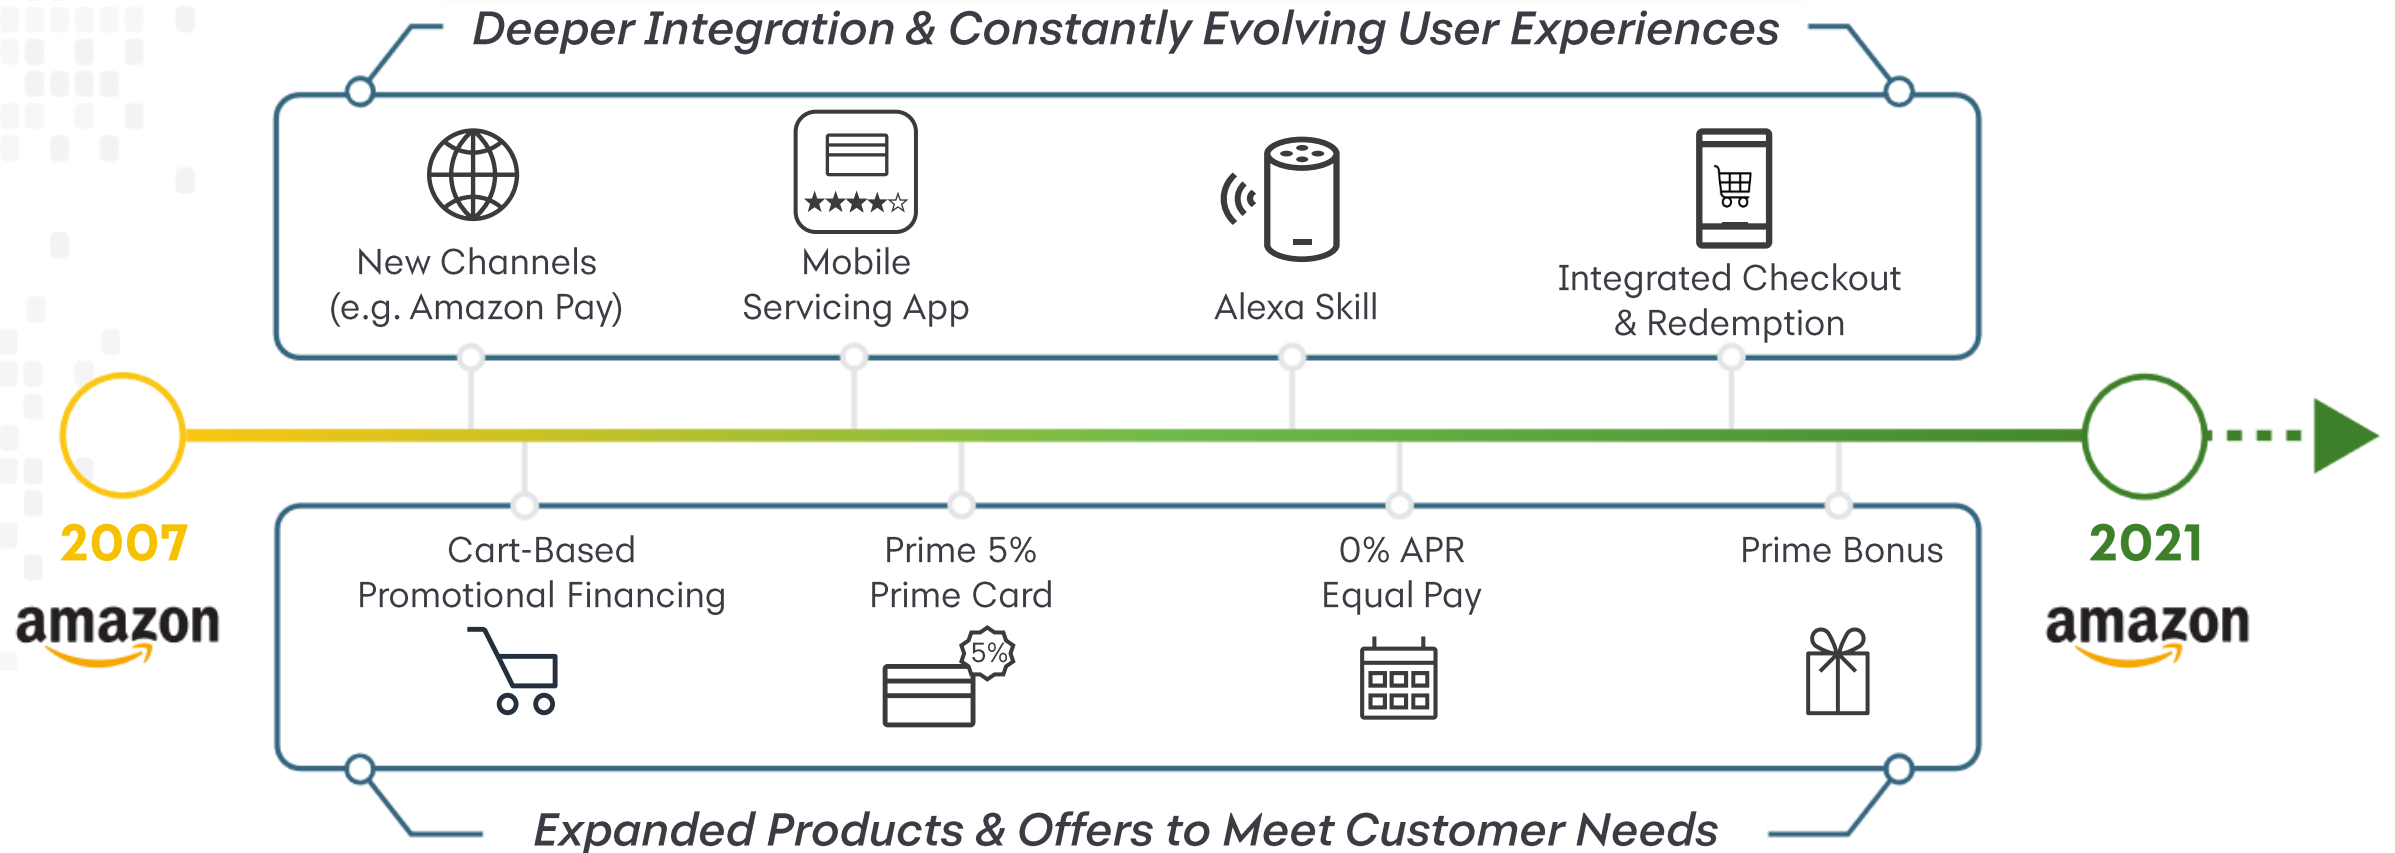 Deeper Integration & Constantly Evolving User Experiences
New Channels
(e.g. Amazon Pay)
Mobile
Servicing App
Alexa Skill
Integrated Checkout
& Redemption
2007
amazon
2021
amazon
Cart-Based
Promotional Financing
Prime 5%
Prime Card
5%
0% APR
Equal Pay
Prime Bonus
Expanded Products & Offers to Meet Customer Needs